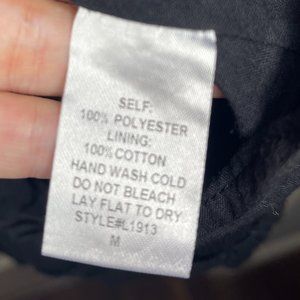 SELF:
100% POLYESTER
LINING:
100%COTTON
HAND WASH COLD
DO NOT BLEACH
LAY FLAT TO DRY
STYLE#L1913
M